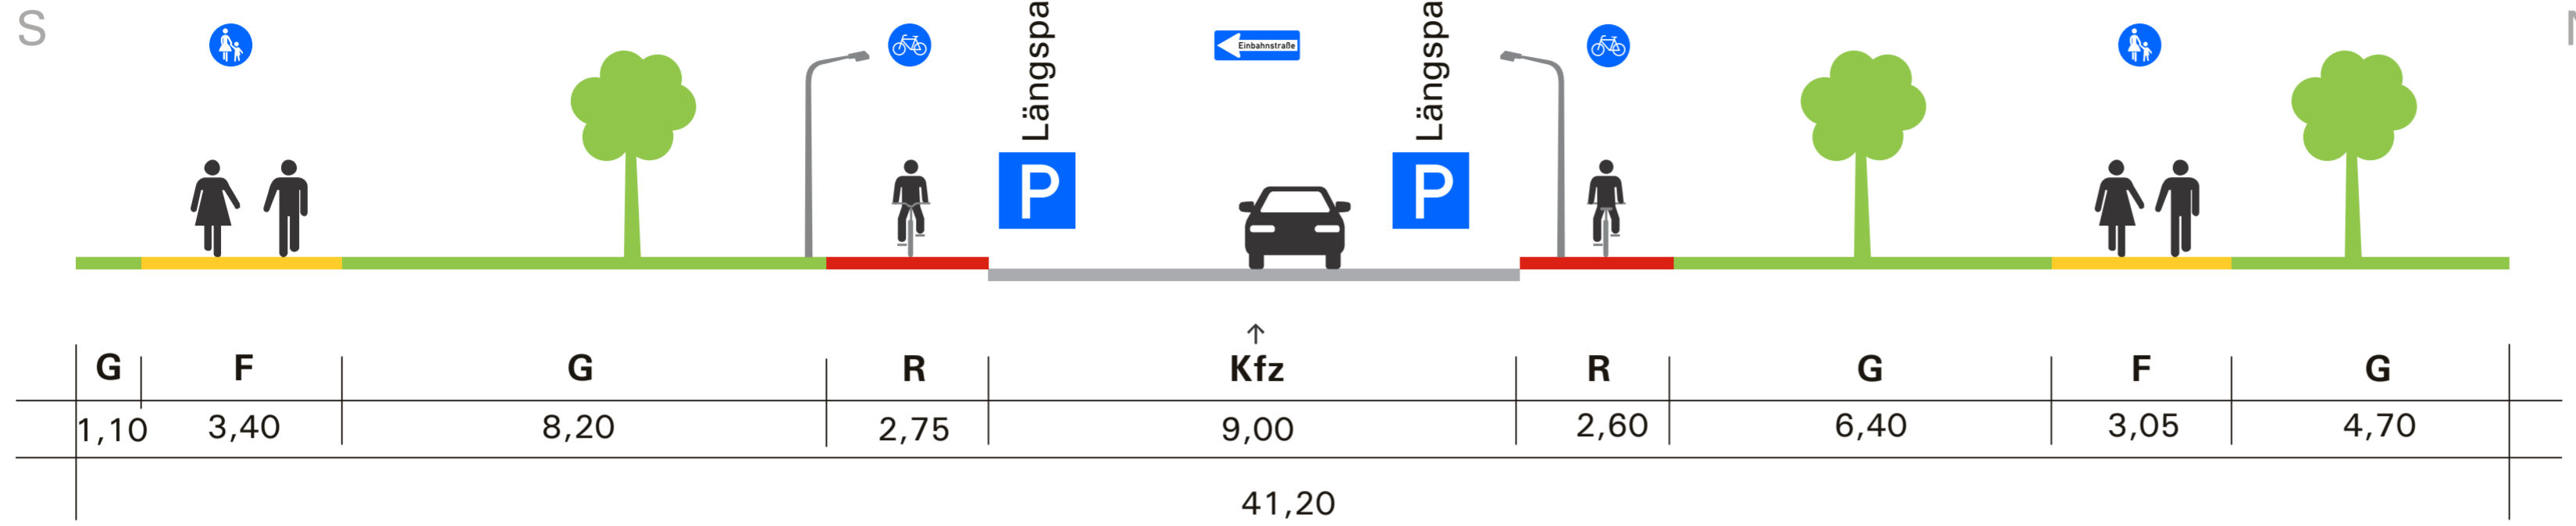 S
Längspa
Einbahnstraße
Längspa
P
P
↑
G F G R Kfz R G F G
1,10 3,40 8,20 2,75 9,00 2,60 6,40 3,05 4,70
41,20